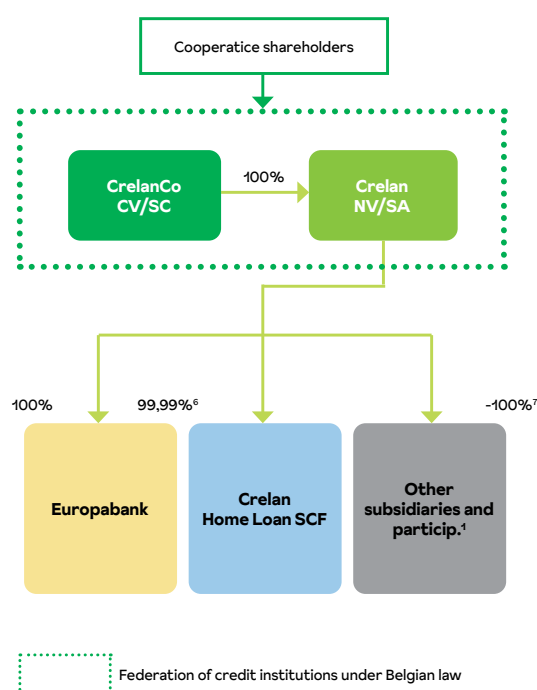 Cooperatice shareholders
CrelanCo
CV/SC
100%
Crelan
NV/SA
100%
99,99%⁶
-100%⁷
Europabank
Crelan
Home Loan SCF
Other
subsidiaries and
particip.¹
Federation of credit institutions under Belgian law